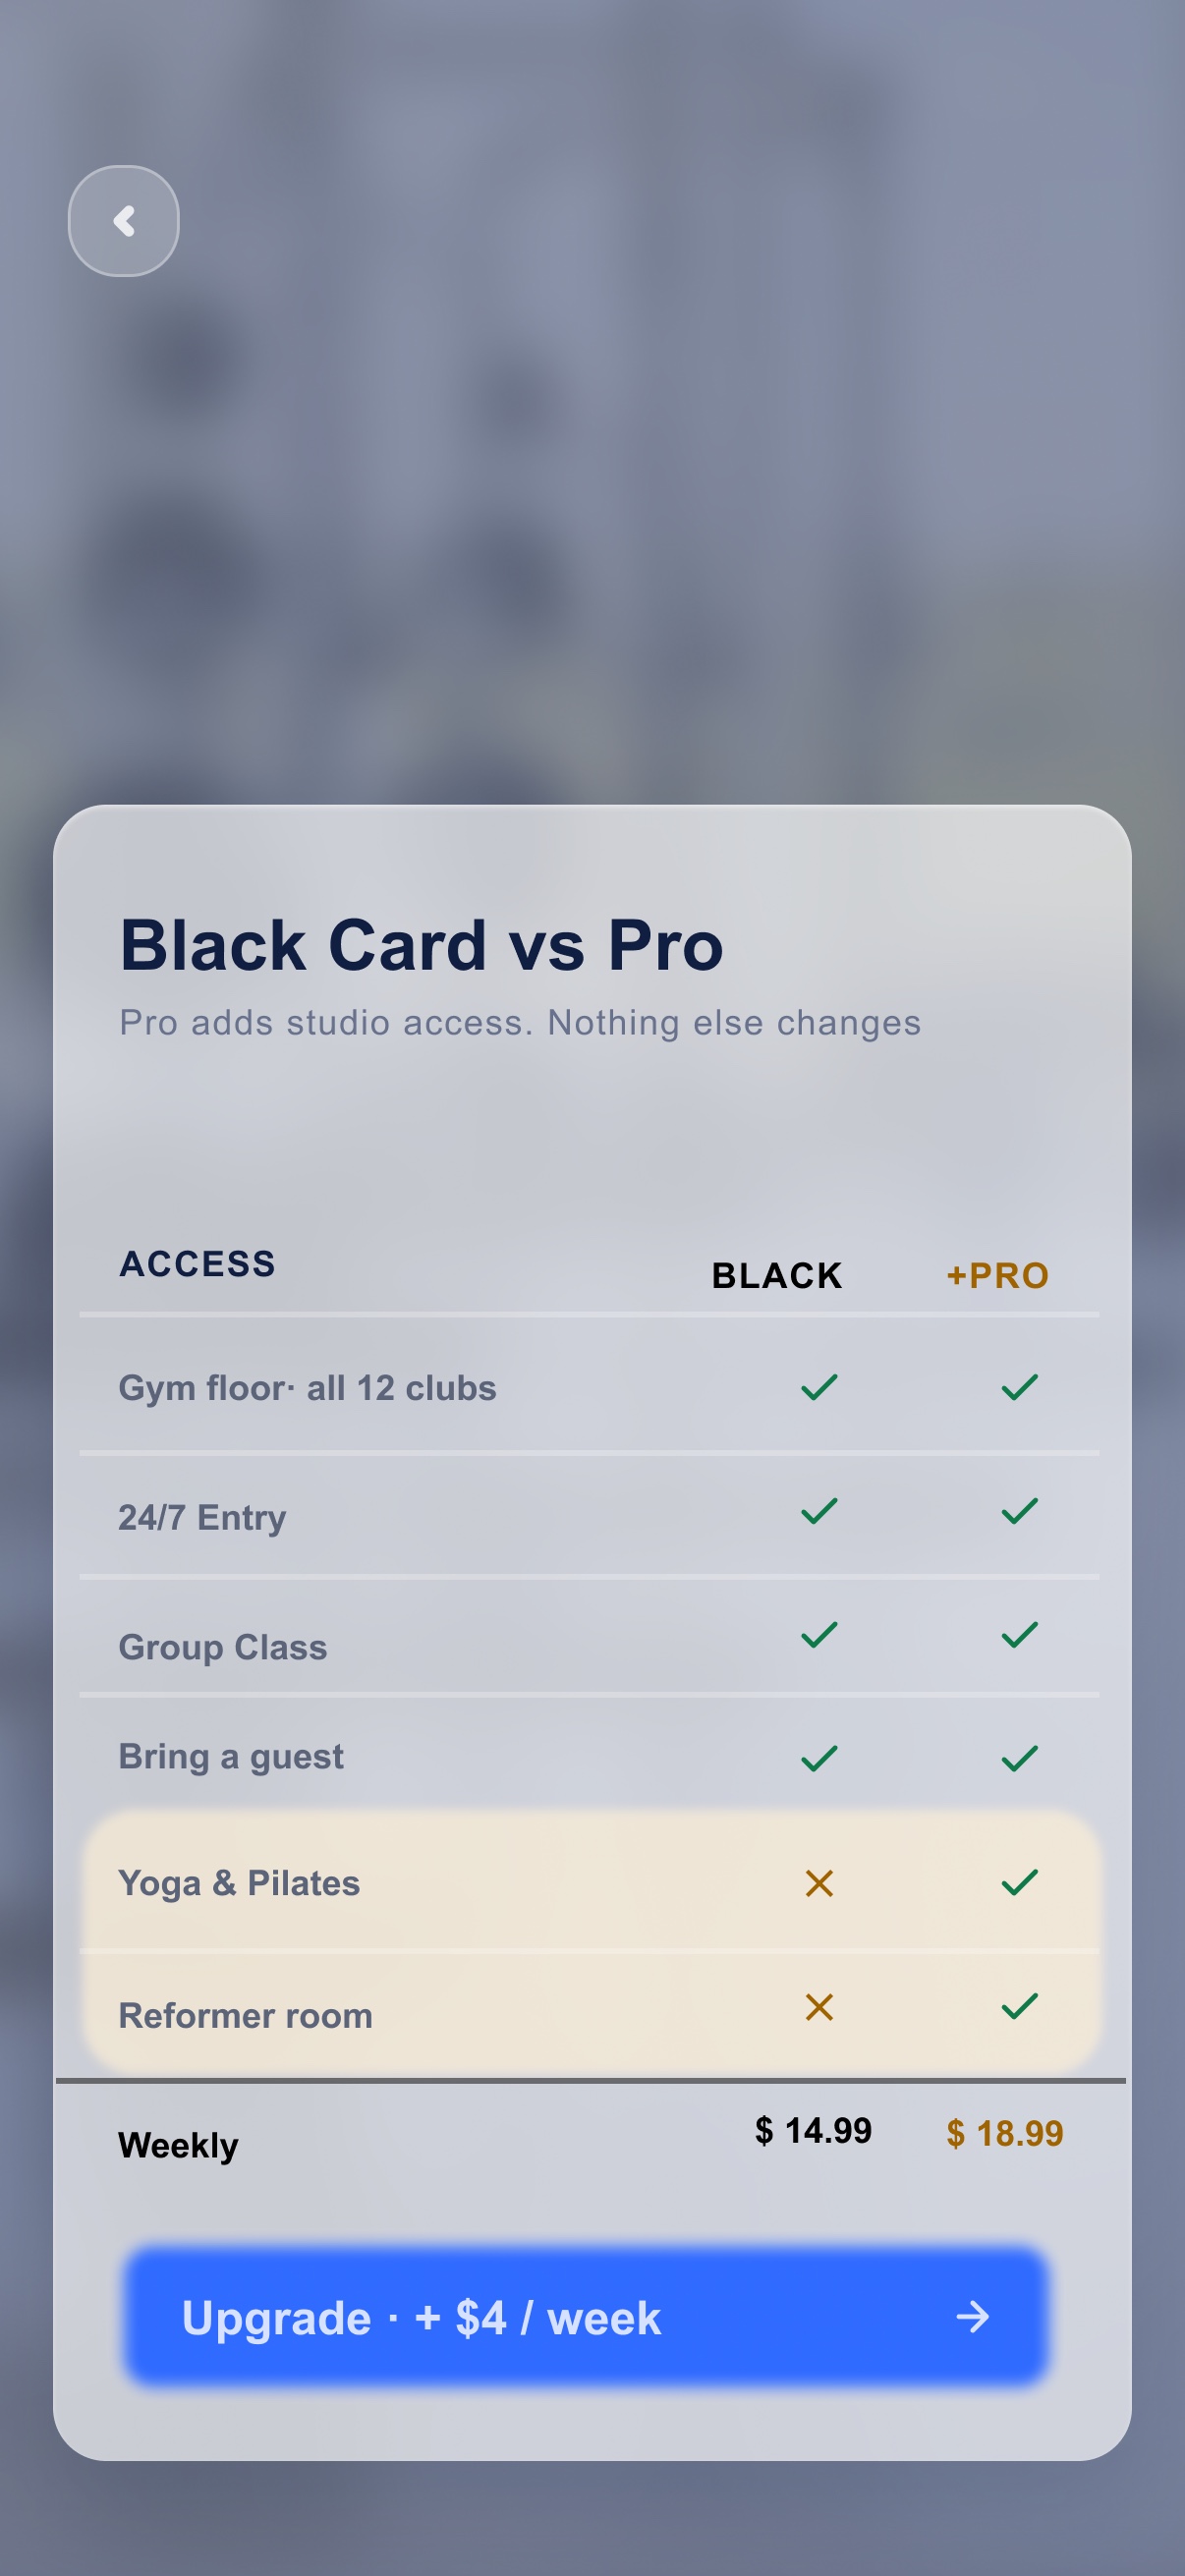 Black Card vs Pro
Pro adds studio access. Nothing else changes
ACCESS BLACK +PRO
Gym floor· all 12 clubs
24/7 Entry
Group Class
Bring a guest
Yoga & Pilates
Reformer room
Weekly $ 14.99 $ 18.99
Upgrade · + $4 / week